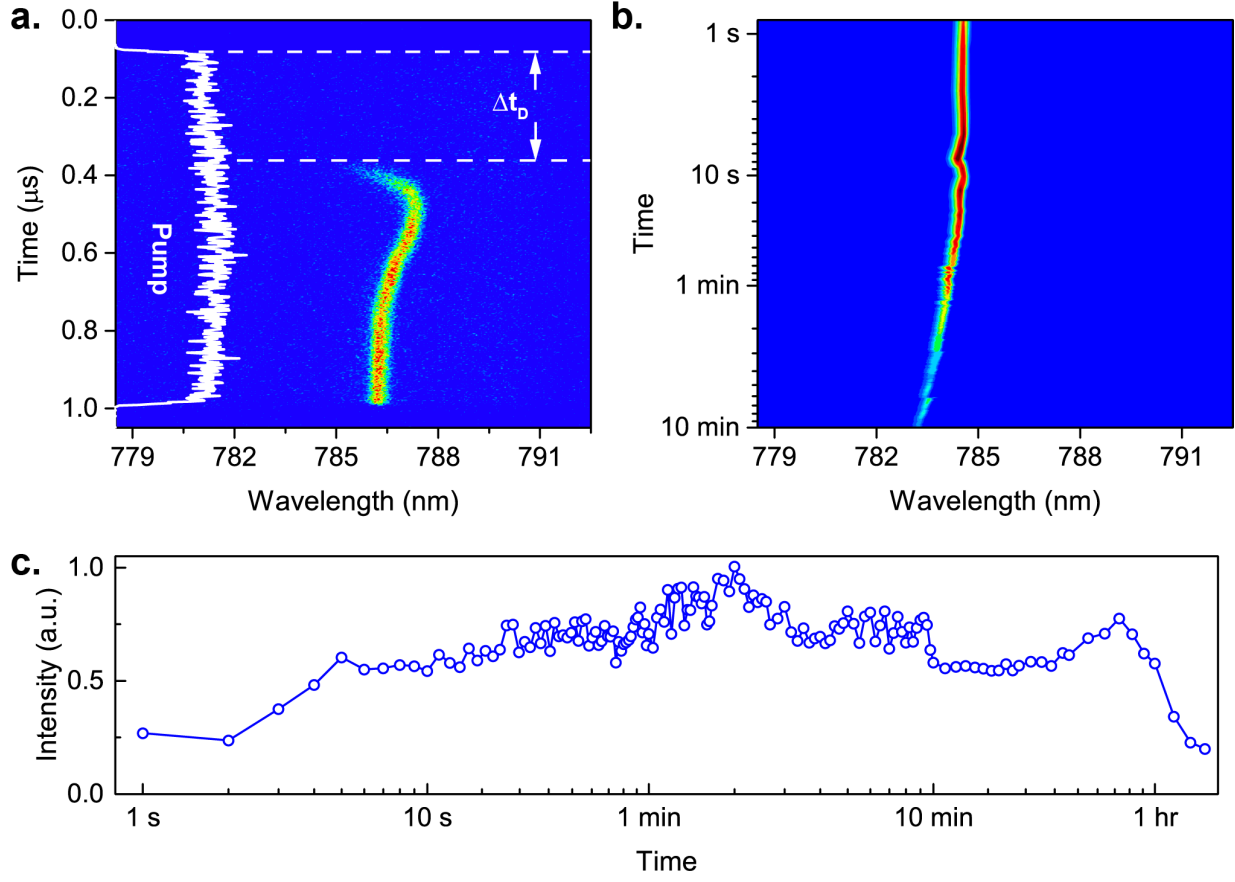 a.
0.0
0.2
0.4
0.6
0.8
1.0
Time (μs)
Pump
Δt_D
779
782
785
788
791
Wavelength (nm)
b.
1 s
10 s
1 min
10 min
Time
779
782
785
788
791
Wavelength (nm)
c.
1.0
0.5
0.0
Intensity (a.u.)
1 s
10 s
1 min
10 min
1 hr
Time